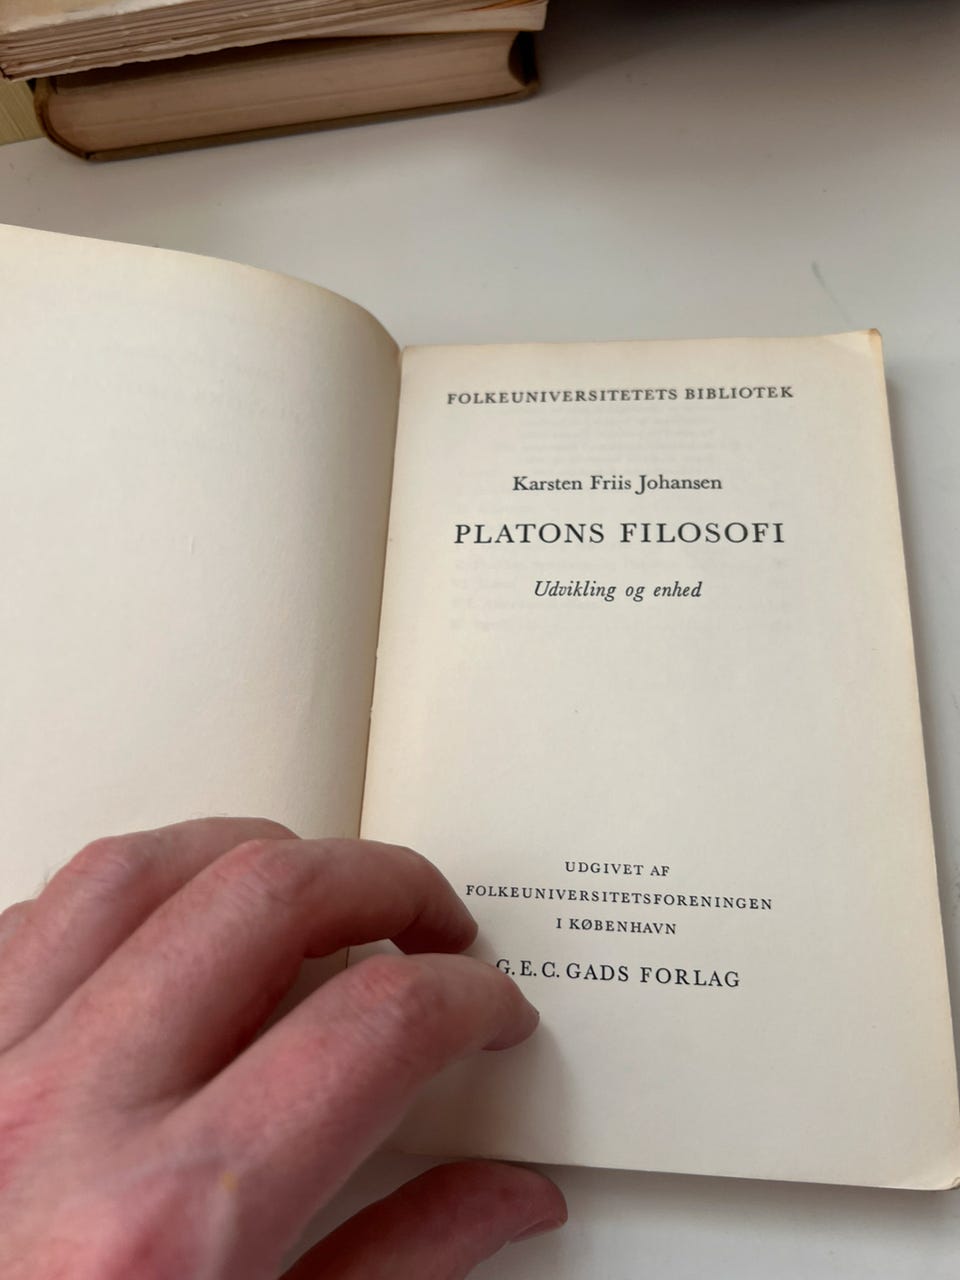 FOLKEUNIVERSITETETS BIBLIOTEK
Karsten Friis Johansen
PLATONS FILOSOFI
Udvikling og enhed
UDGIVET AF
FOLKEUNIVERSITETSFORENINGEN
I KØBENHAVN
G.E.C. GADS FORLAG